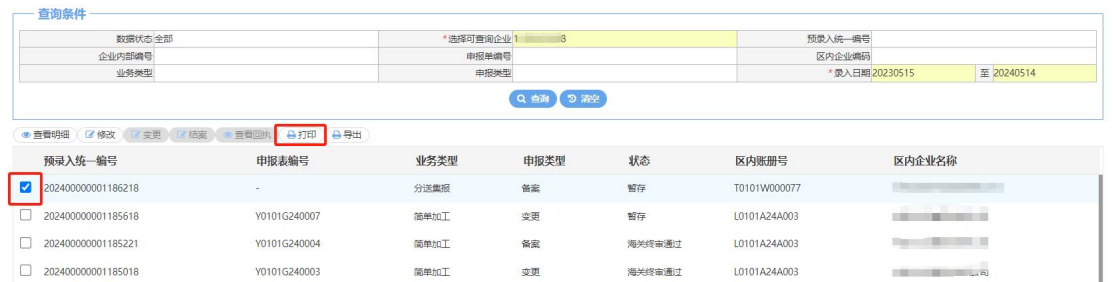 查询条件
数据状态 全部 *选择可查询企业 1 3 预录入统一编号
企业内部编号 申报单编号 区内企业编码
业务类型 申报类型 *录入日期 20230515 至 20240514
查询 清空
查看明细 修改 变更 结案 查看回执 打印 导出
预录入统一编号 申报表编号 业务类型 申报类型 状态 区内账册号 区内企业名称
202400000001186218 - 分送集报 备案 暂存 T0101W000077
202400000001185618 Y0101G240007 简单加工 变更 暂存 L0101A24A003
202400000001185221 Y0101G240004 简单加工 备案 海关终审通过 L0101A24A003
202400000001185018 Y0101G240003 简单加工 变更 海关终审通过 L0101A24A003